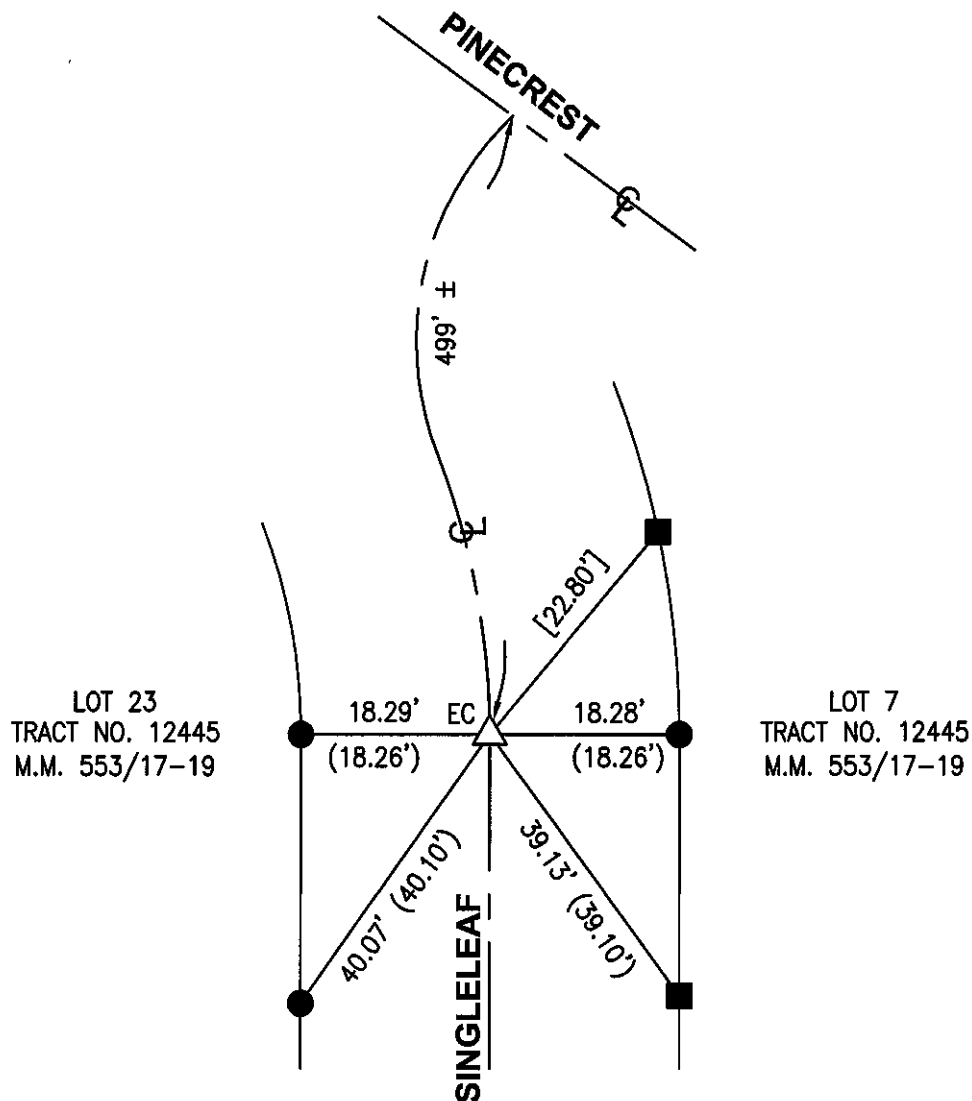 PINECREST
℄
499' ±
℄
[22.80']
LOT 23
TRACT NO. 12445
M.M. 553/17-19
18.29'
(18.26')
EC
18.28'
(18.26')
LOT 7
TRACT NO. 12445
M.M. 553/17-19
40.07' (40.10')
39.13' (39.10')
SINGLELEAF